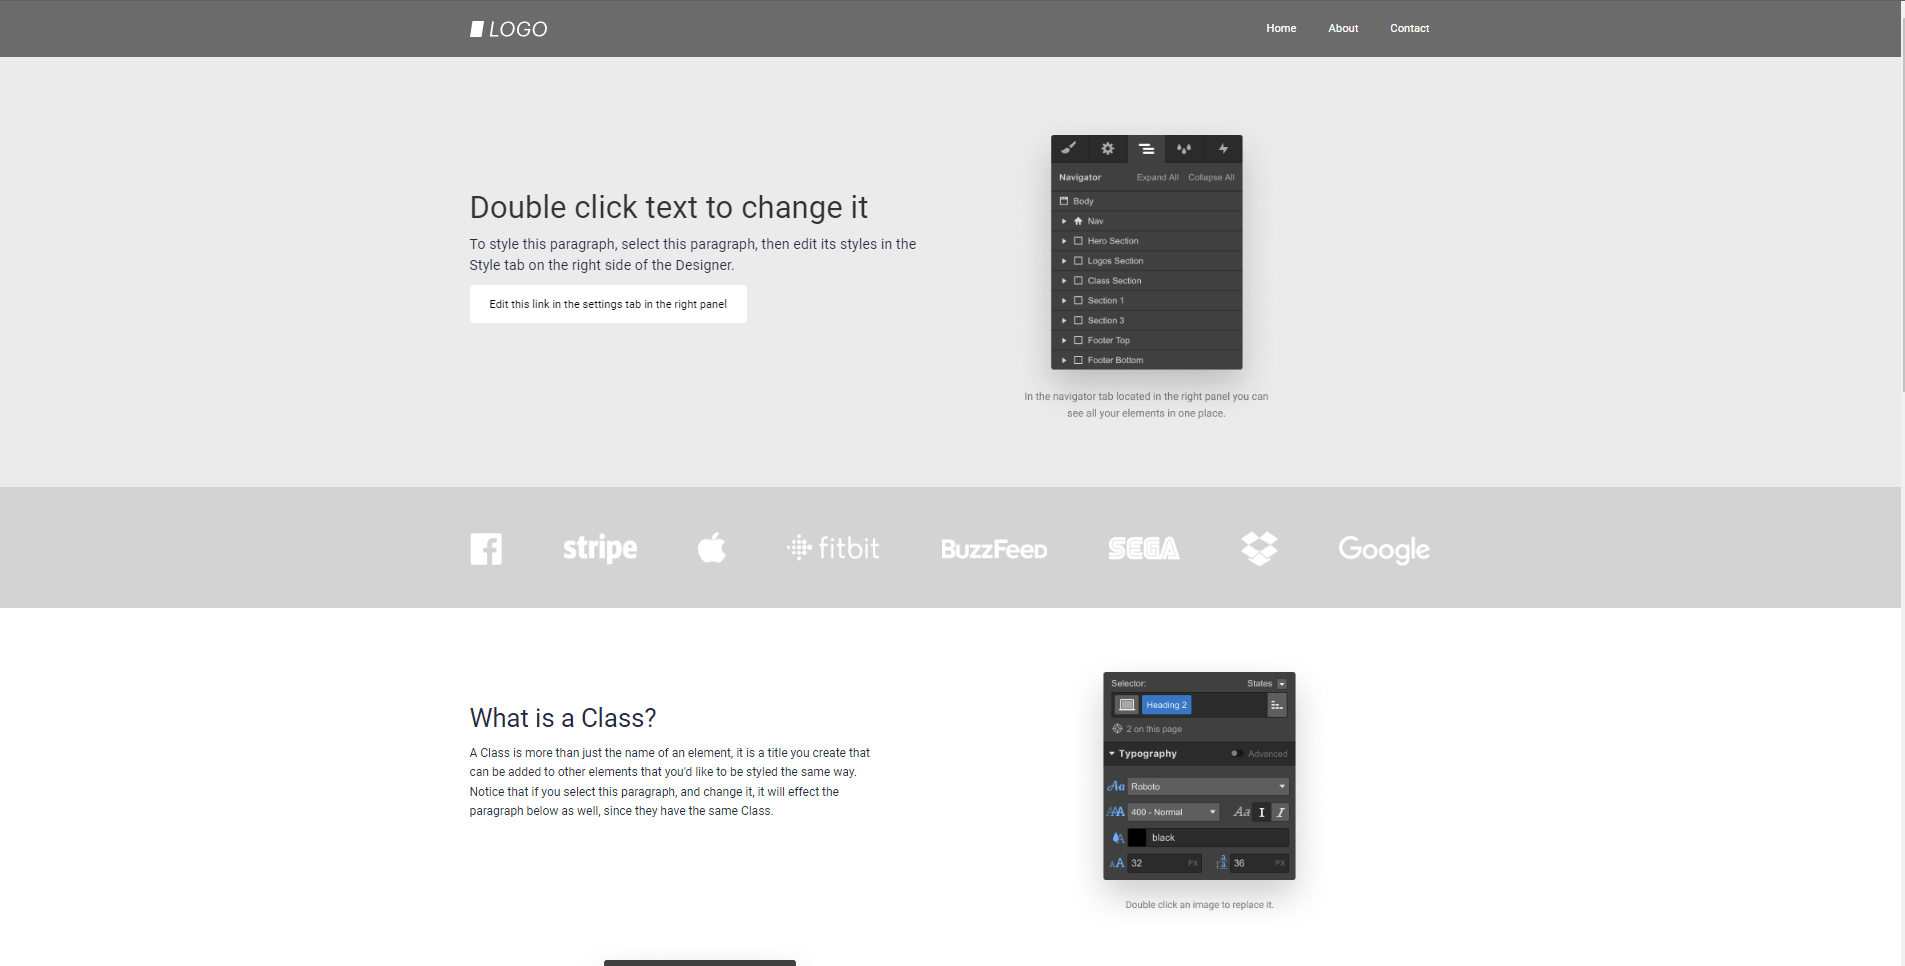 LOGO
Home About Contact
Double click text to change it
To style this paragraph, select this paragraph, then edit its styles in the
Style tab on the right side of the Designer.
Edit this link in the settings tab in the right panel
Navigator Expand All Collapse All
Body
Nav
Hero Section
Logos Section
Class Section
Section 1
Section 3
Footer Top
Footer Bottom
In the navigator tab located in the right panel you can
see all your elements in one place.
stripe fitbit BuzzFeed SEGA Google
What is a Class?
A Class is more than just the name of an element, it is a title you create that
can be added to other elements that you'd like to be styled the same way.
Notice that if you select this paragraph, and change it, it will effect the
paragraph below as well, since they have the same Class.
Selector: States
Heading 2
2 on this page
Typography Advanced
Aa Roboto
AAA 400 - Normal Aa I I
A black
AA 32 PX a a 36 PX
Double click an image to replace it.